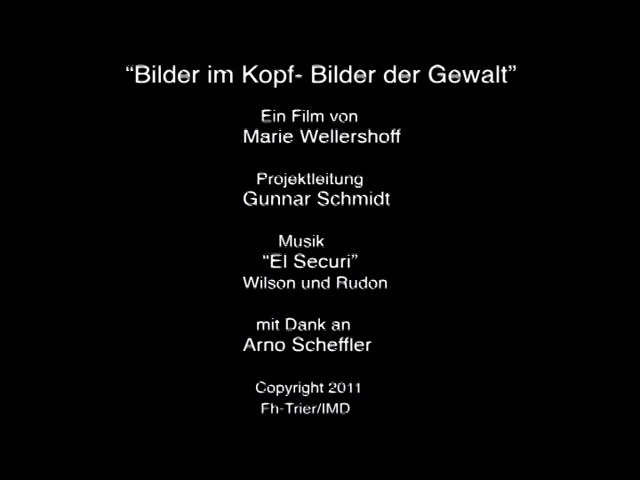 “Bilder im Kopf- Bilder der Gewalt”
Ein Film von
Marie Wellershoff
Projektleitung
Gunnar Schmidt
Musik
“El Securi”
Wilson und Rudon
mit Dank an
Arno Scheffler
Copyright 2011
Fh-Trier/IMD